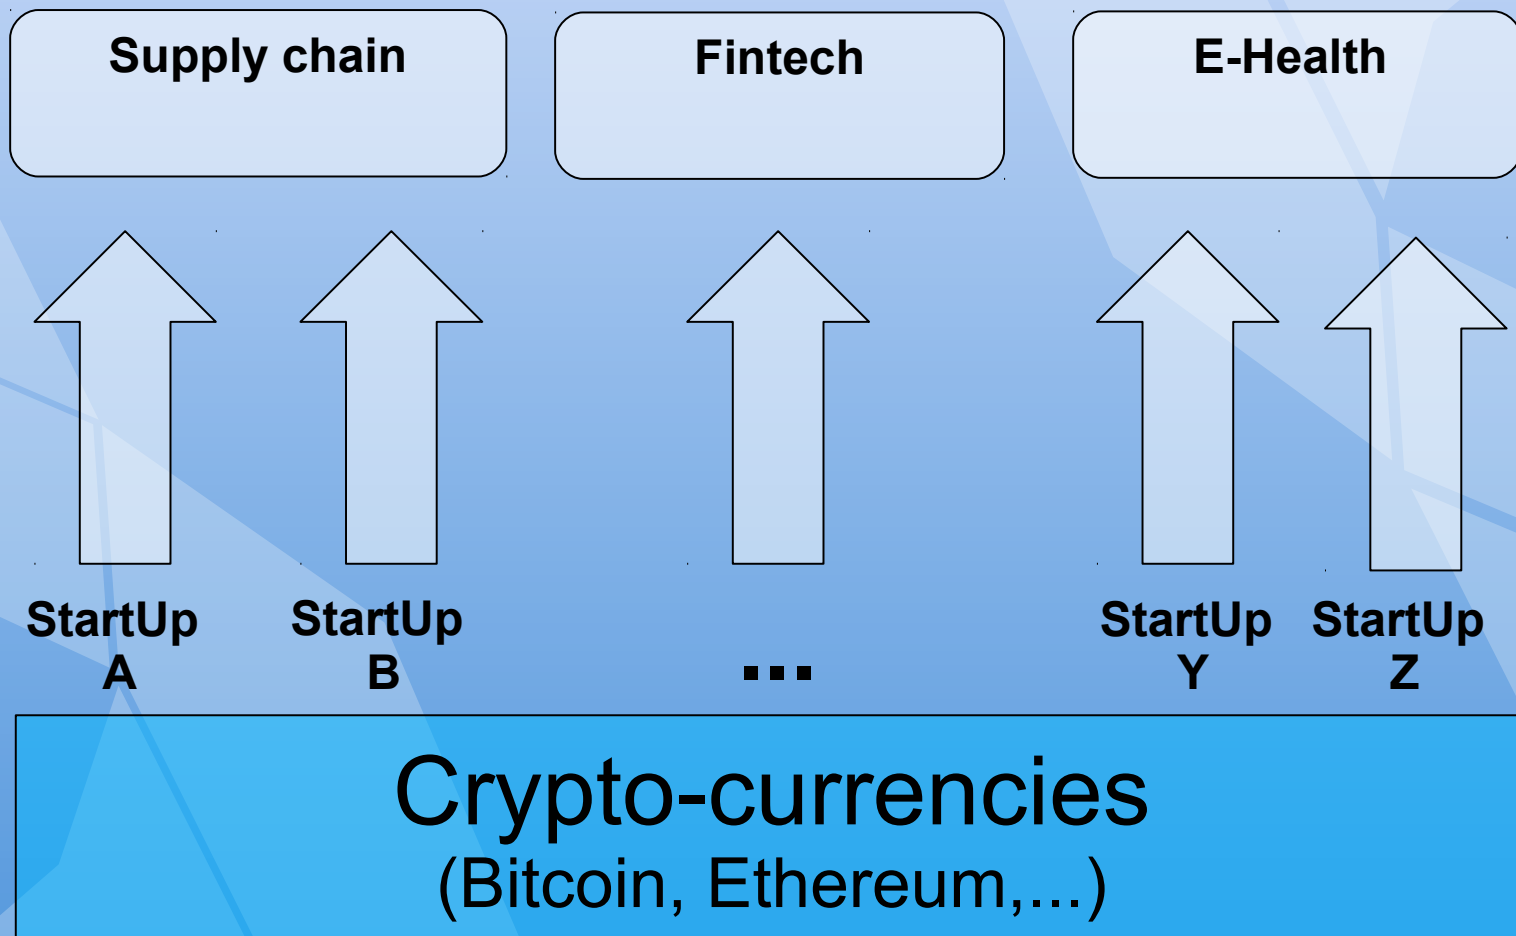 Supply chain
Fintech
E-Health
StartUp
A
StartUp
B
...
StartUp
Y
StartUp
Z
Crypto-currencies
(Bitcoin, Ethereum,...)